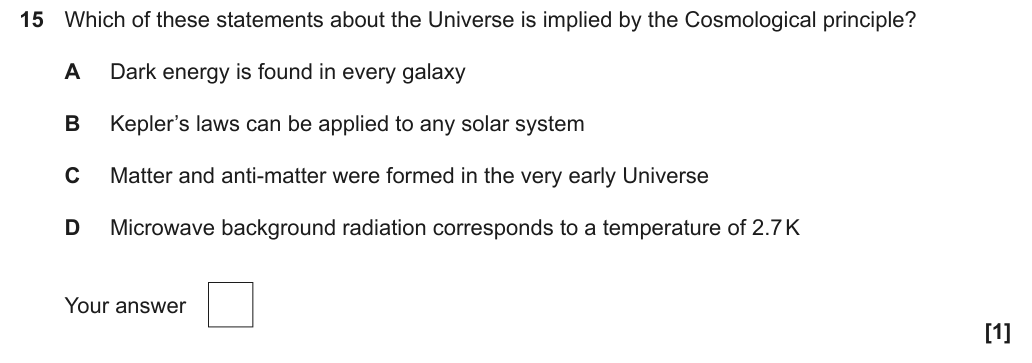 15 Which of these statements about the Universe is implied by the Cosmological principle?
A Dark energy is found in every galaxy
B Kepler’s laws can be applied to any solar system
C Matter and anti-matter were formed in the very early Universe
D Microwave background radiation corresponds to a temperature of 2.7 K
Your answer
[1]